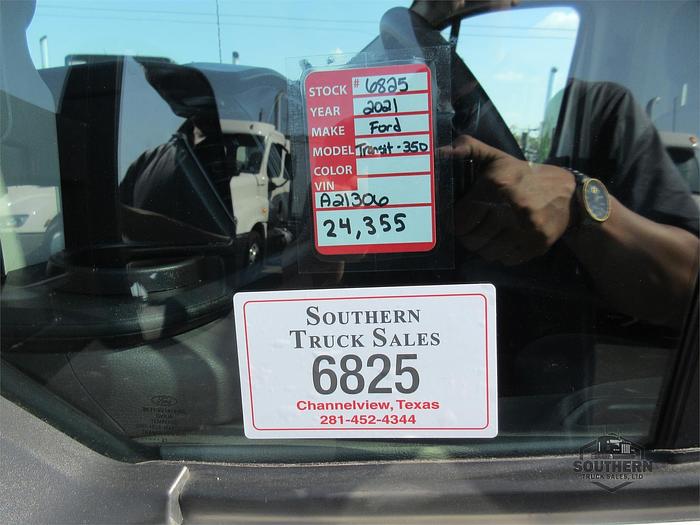 STOCK # 6825
YEAR 2021
MAKE Ford
MODEL Transit-350
COLOR
VIN
A21306
24,355
SOUTHERN
TRUCK SALES
6825
Channelview, Texas
281-452-4344
Ford
SOUTHERN
TRUCK SALES, LTD